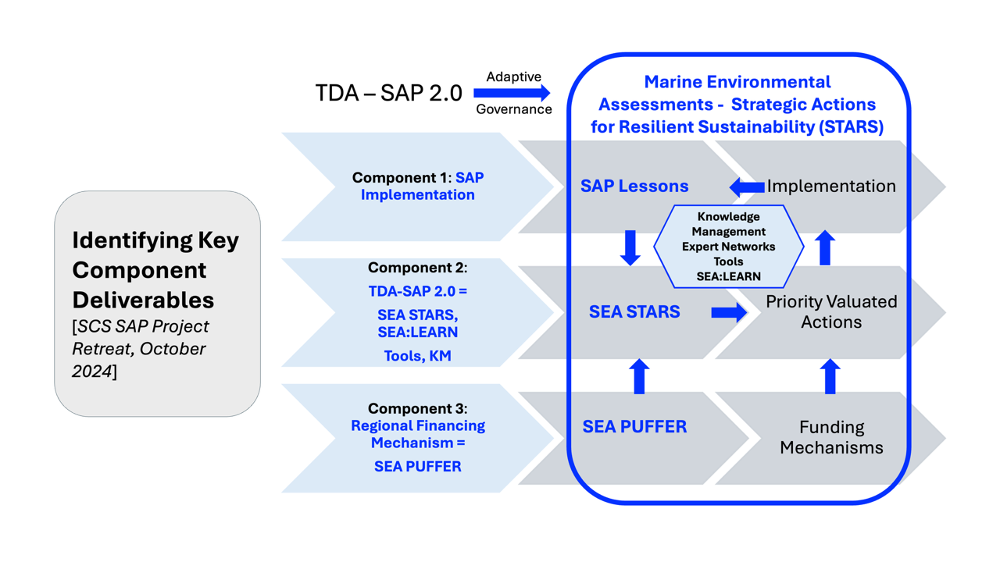 TDA – SAP 2.0
Adaptive
Governance
Marine Environmental
Assessments -  Strategic Actions
for Resilient Sustainability (STARS)
Identifying Key
Component
Deliverables
[SCS SAP Project
Retreat, October
2024]
Component 1: SAP
Implementation
SAP Lessons
Implementation
Knowledge
Management
Expert Networks
Tools
SEA:LEARN
Component 2:
TDA-SAP 2.0 =
SEA STARS,
SEA:LEARN
Tools, KM
SEA STARS
Priority Valuated
Actions
Component 3:
Regional Financing
Mechanism =
SEA PUFFER
SEA PUFFER
Funding
Mechanisms